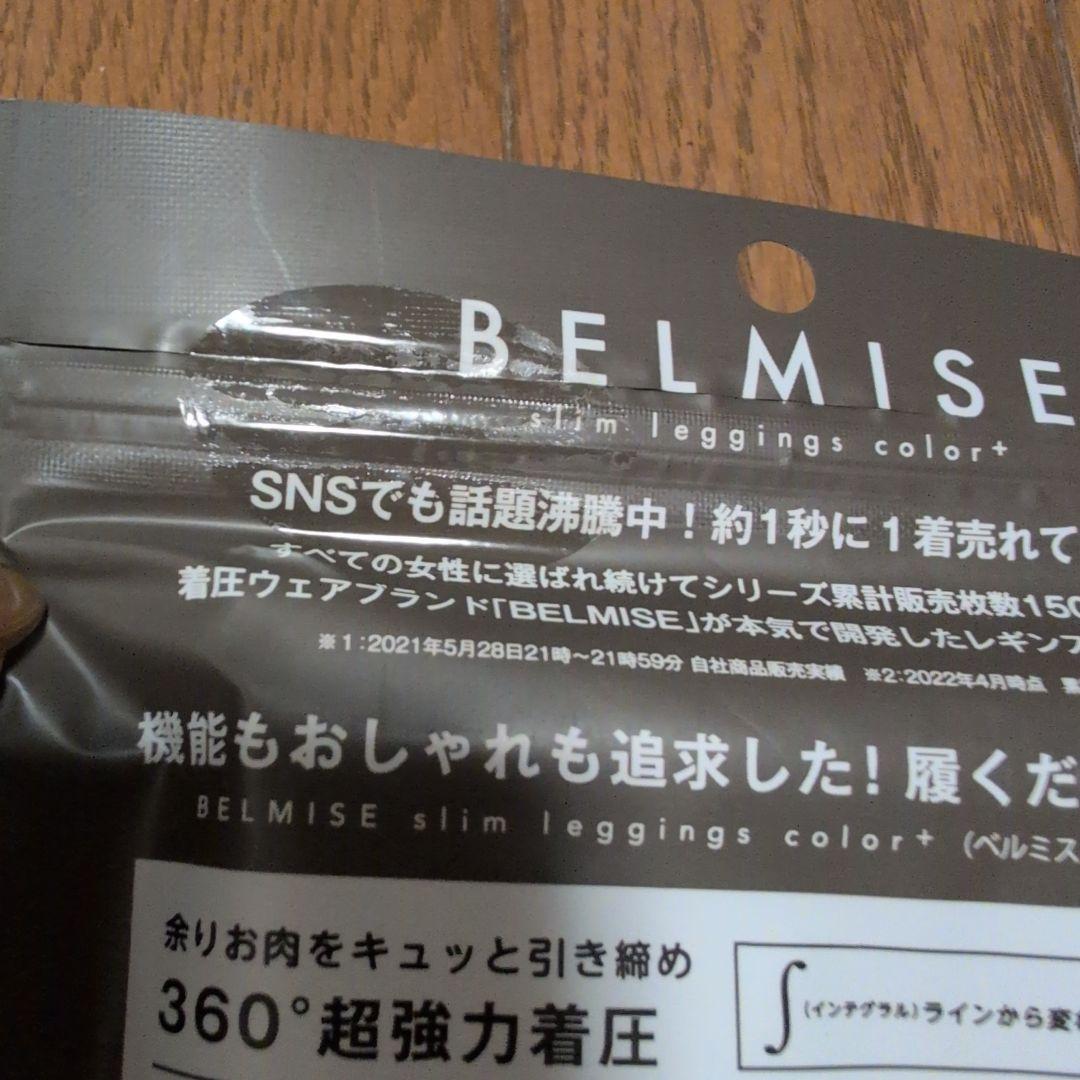 BELMISE
slim leggings color+
SNSでも話題沸騰中！約1秒に1着売れて
すべての女性に選ばれ続けてシリーズ累計販売枚数150
着圧ウェアブランド「BELMISE」が本気で開発したレギンス
※1：2021年5月28日21時～21時59分 自社商品販売実績 ※2：2022年4月時点
機能もおしゃれも追求した！履くだ
BELMISE slim leggings color+ (ベルミス
余りお肉をキュッと引き締め
360°超強力着圧
∫(インテグラル)ラインから変わ